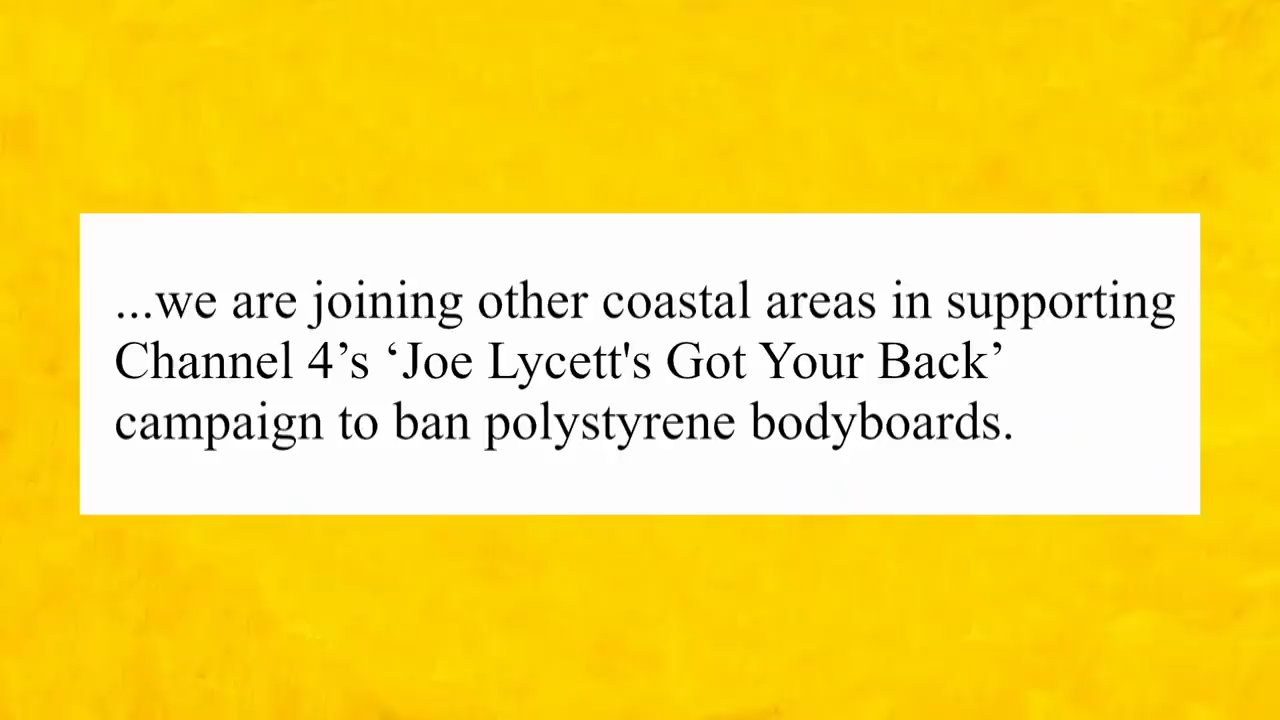 ...we are joining other coastal areas in supporting
Channel 4’s ‘Joe Lycett's Got Your Back’
campaign to ban polystyrene bodyboards.